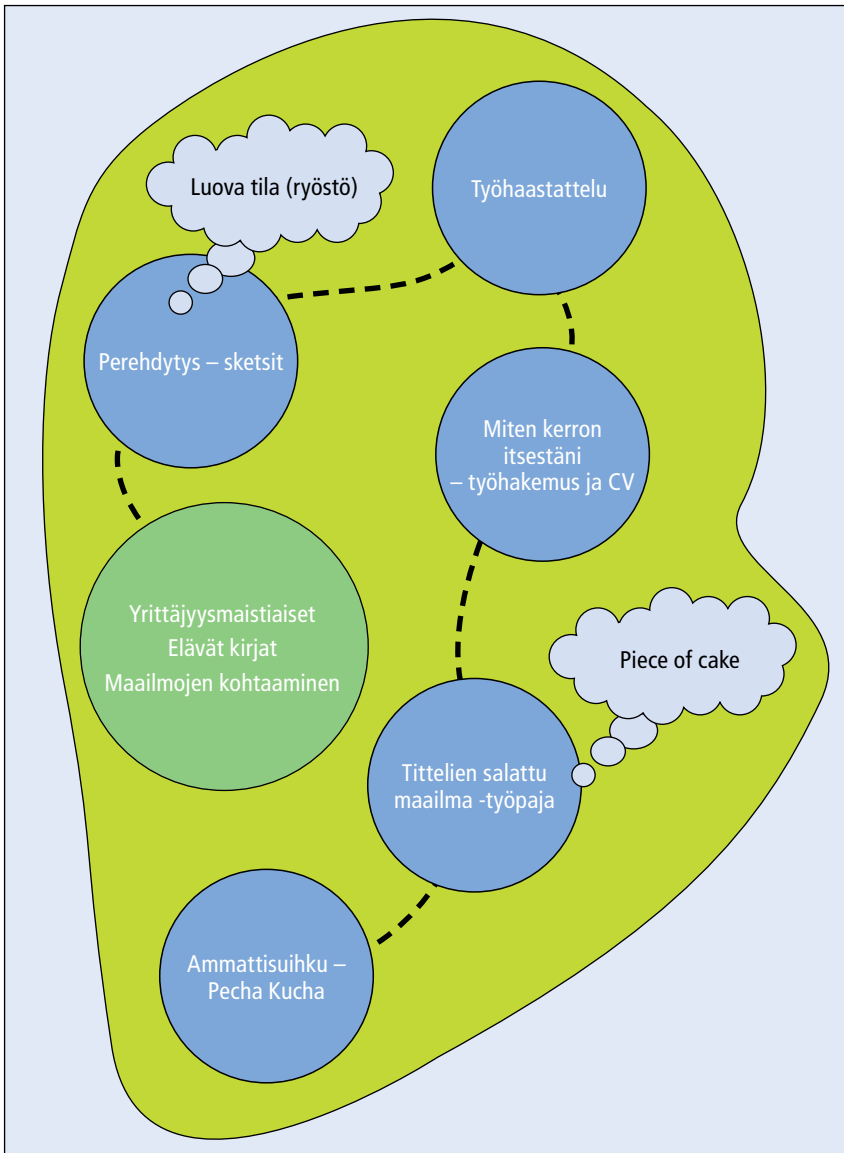 Luova tila (ryöstö)
Työhaastattelu
Perehdytys – sketsit
Miten kerron
itsestäni
– työhakemus ja CV
Yrittäjyysmaistiaiset
Elävät kirjat
Maailmojen kohtaaminen
Piece of cake
Tittelien salattu
maailma -työpaja
Ammattisuihku –
Pecha Kucha